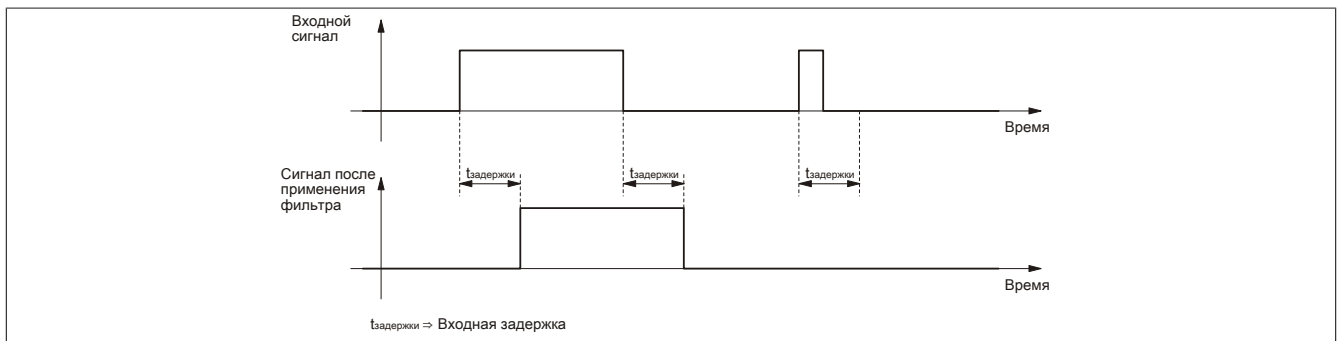 Входной
сигнал
Время
Сигнал после
применения
фильтра
tзадержки
tзадержки
tзадержки
Время
tзадержки ⇒ Входная задержка